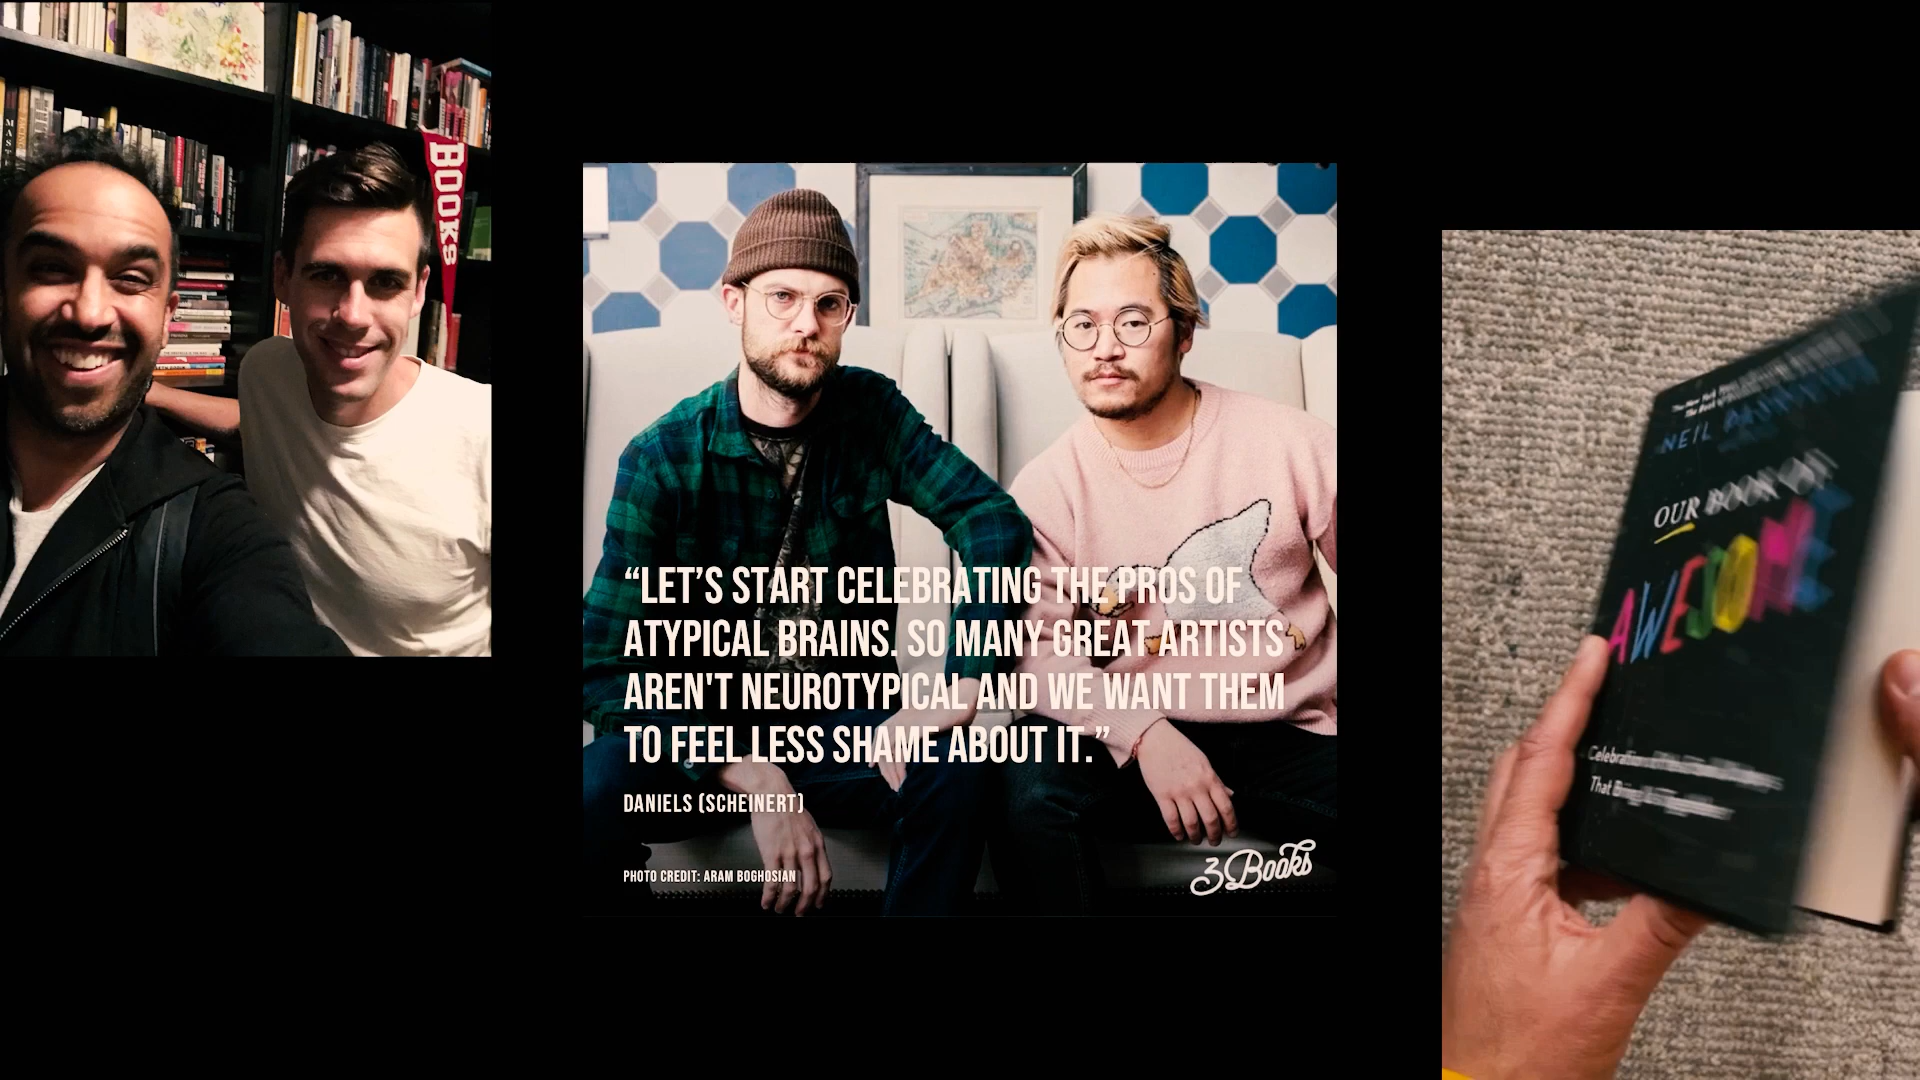 BOOKS
“LET’S START CELEBRATING THE PROS OF
ATYPICAL BRAINS. SO MANY GREAT ARTISTS
AREN'T NEUROTYPICAL AND WE WANT THEM
TO FEEL LESS SHAME ABOUT IT.”
DANIELS (SCHEINERT)
PHOTO CREDIT: ARAM BOGHOSIAN
3 Books
NEIL
OUR BOOK OF
AWESOME
That